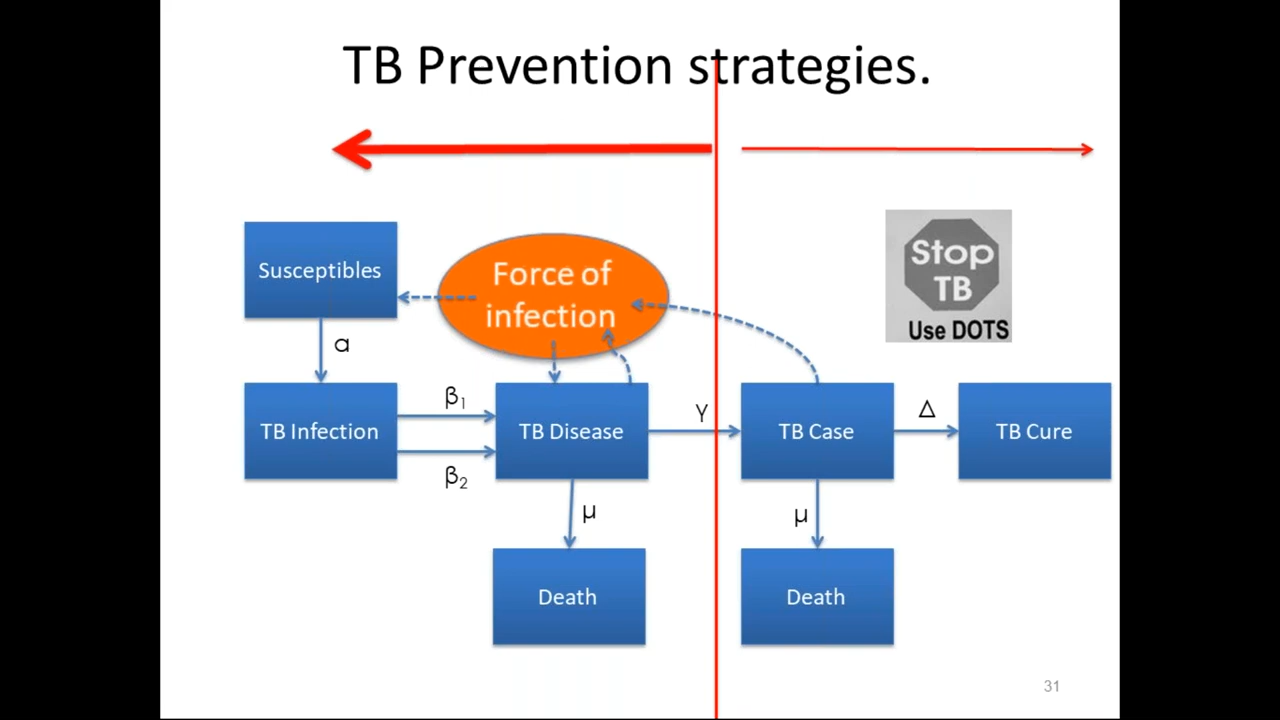 TB Prevention strategies.
Susceptibles
Force of
infection
Stop
TB
Use DOTS
α
TB Infection
β1
β2
TB Disease
γ
TB Case
Δ
TB Cure
μ
μ
Death
Death
31